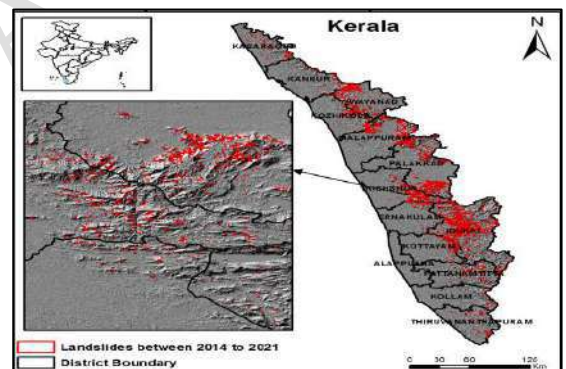 Kerala
N
KASARAGOD
KANNUR
WAYANAD
KOZHIKODE
MALAPPURAM
PALAKKAD
THRISSUR
ERNAKULAM
IDUKKI
KOTTAYAM
ALAPPUZHA
PATTANAMTITTA
KOLLAM
THIRUVANANTHAPURAM
Landslides between 2014 to 2021
District Boundary
0 30 60 120
Km